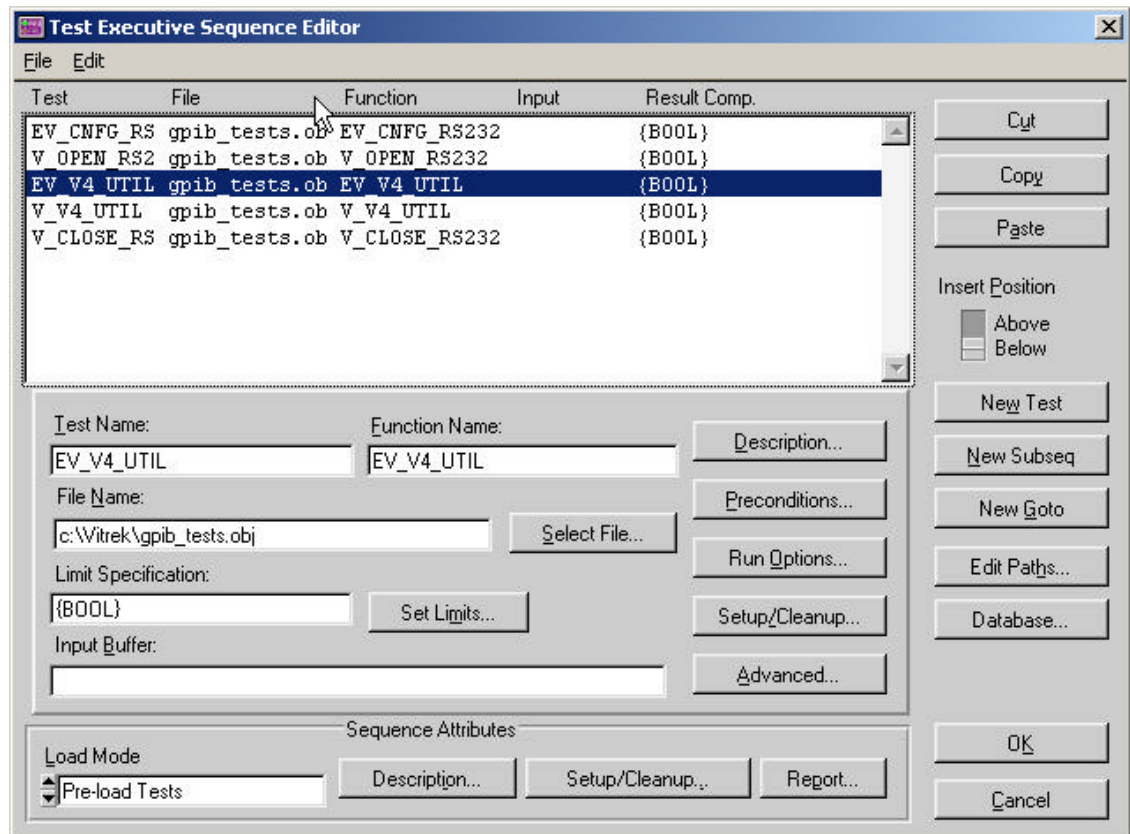 Test Executive Sequence Editor
File Edit
Test File Function Input Result Comp.
EV_CNFG_RS gpib_tests.ob EV_CNFG_RS232 {BOOL}
V_OPEN_RS2 gpib_tests.ob V_OPEN_RS232 {BOOL}
EV_V4_UTIL gpib_tests.ob EV_V4_UTIL {BOOL}
V_V4_UTIL gpib_tests.ob V_V4_UTIL {BOOL}
V_CLOSE_RS gpib_tests.ob V_CLOSE_RS232 {BOOL}
Cut
Copy
Paste
Insert Position
Above
Below
New Test
New Subseq
New Goto
Edit Paths...
Database...
Test Name:
EV_V4_UTIL
Function Name:
EV_V4_UTIL
File Name:
c:\Vitrek\gpib_tests.obj
Select File...
Limit Specification:
{BOOL}
Set Limits...
Input Buffer:
Description...
Preconditions...
Run Options...
Setup/Cleanup...
Advanced...
Sequence Attributes
Load Mode
Pre-load Tests
Description...
Setup/Cleanup...
Report...
OK
Cancel